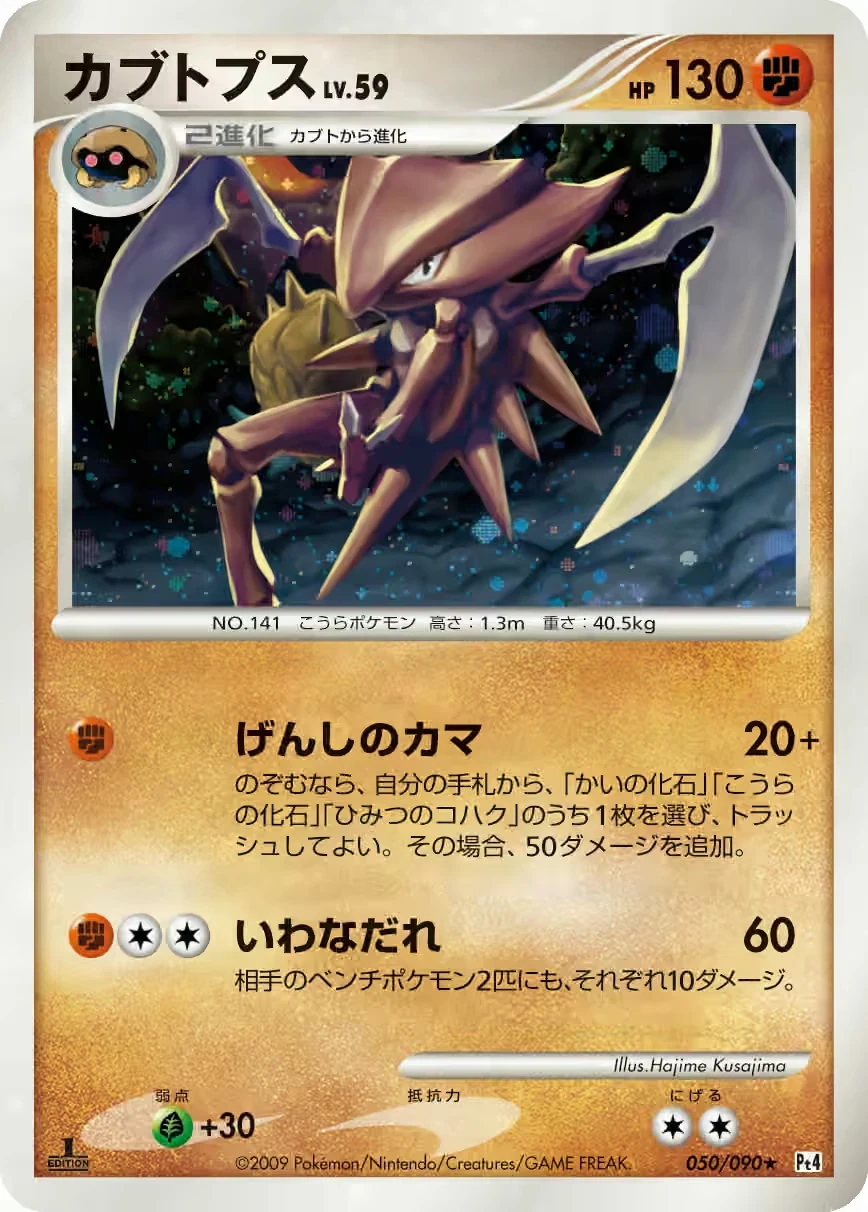 カブトプス LV.59 HP 130
2進化 カブトから進化
NO.141 こうらポケモン 高さ：1.3m 重さ：40.5kg
げんしのカマ 20+
のぞむなら、自分の手札から、「かいの化石」「こうら
の化石」「ひみつのコハク」のうち1枚を選び、トラッ
シュしてよい。その場合、50ダメージを追加。
いわなだれ 60
相手のベンチポケモン2匹にも、それぞれ10ダメージ。
Illus.Hajime Kusajima
弱点 抵抗力 にげる
+30
1 EDITION ©2009 Pokémon/Nintendo/Creatures/GAME FREAK. 050/090★ Pt4